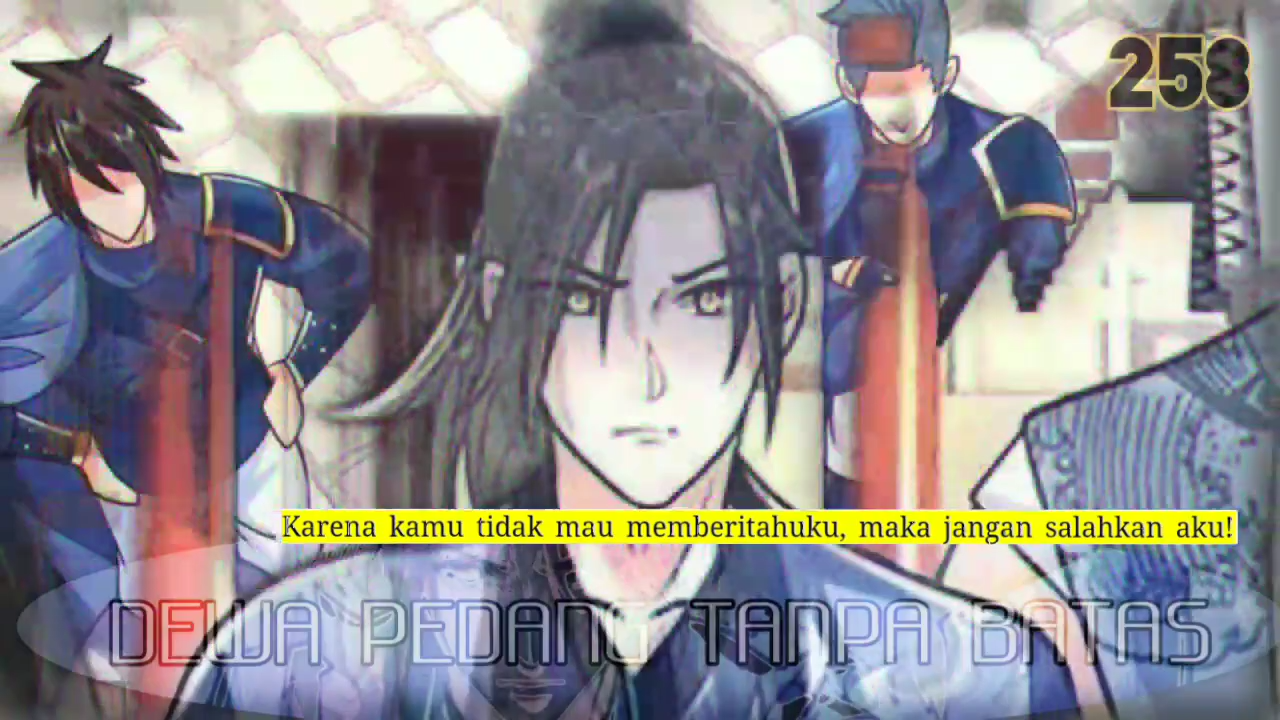 258
Karena kamu tidak mau memberitahuku, maka jangan salahkan aku!
DEWA PEDANG TANPA BATAS